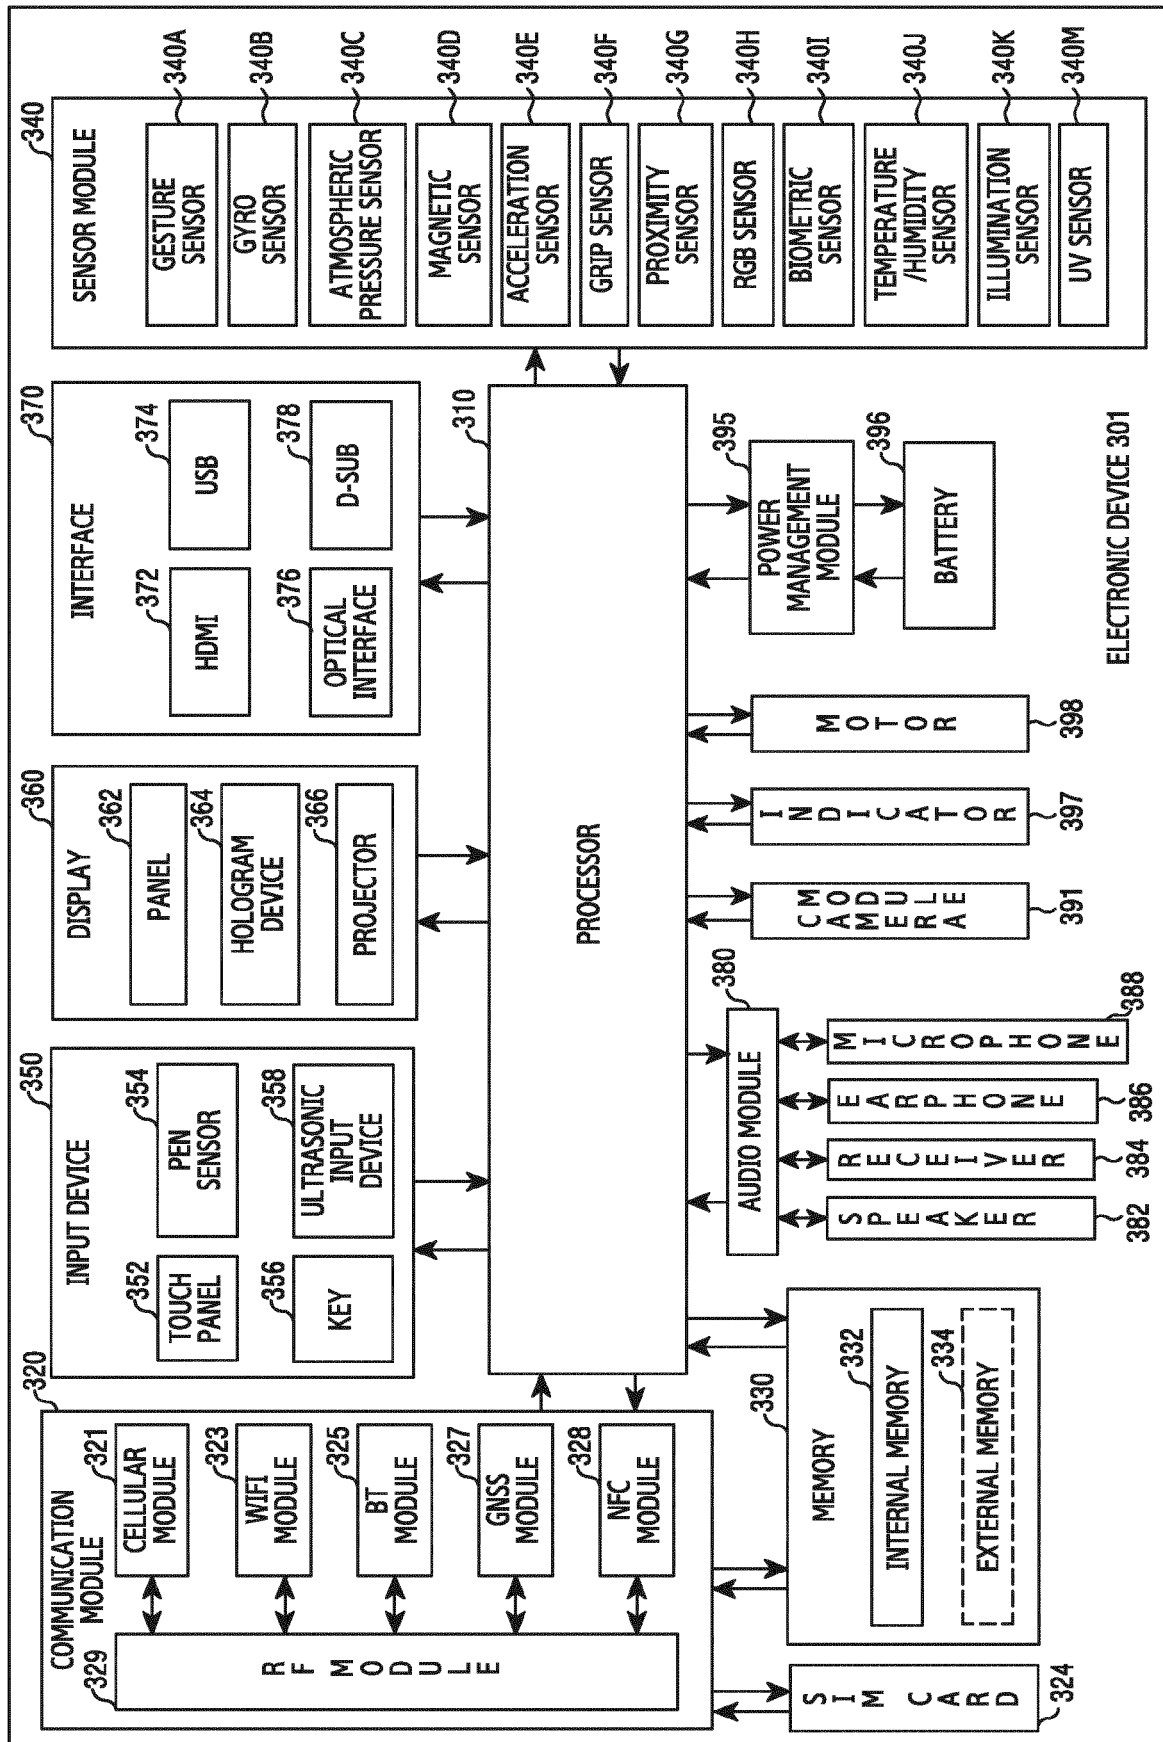 COMMUNICATION
MODULE
320
329
RF MODULE
321
CELLULAR
MODULE
323
WIFI
MODULE
325
BT
MODULE
327
GNSS
MODULE
328
NFC
MODULE
INPUT DEVICE
350
352
TOUCH
PANEL
354
PEN
SENSOR
356
KEY
358
ULTRASONIC
INPUT
DEVICE
DISPLAY
360
362
PANEL
364
HOLOGRAM
DEVICE
366
PROJECTOR
INTERFACE
370
372
HDMI
374
USB
376
OPTICAL
INTERFACE
378
D-SUB
SENSOR MODULE
340
GESTURE
SENSOR
340A
GYRO
SENSOR
340B
ATMOSPHERIC
PRESSURE SENSOR
340C
MAGNETIC
SENSOR
340D
ACCELERATION
SENSOR
340E
GRIP SENSOR
340F
PROXIMITY
SENSOR
340G
RGB SENSOR
340H
BIOMETRIC
SENSOR
340I
TEMPERATURE
/HUMIDITY
SENSOR
340J
ILLUMINATION
SENSOR
340K
UV SENSOR
340M
PROCESSOR
310
SIM CARD
324
MEMORY
330
332
INTERNAL MEMORY
334
EXTERNAL MEMORY
AUDIO MODULE
380
SPEAKER
382
RECEIVER
384
EARPHONE
386
MICROPHONE
388
CAMERA
MODULE
391
INDICATOR
397
MOTOR
398
POWER
MANAGEMENT
MODULE
395
BATTERY
396
ELECTRONIC DEVICE 301